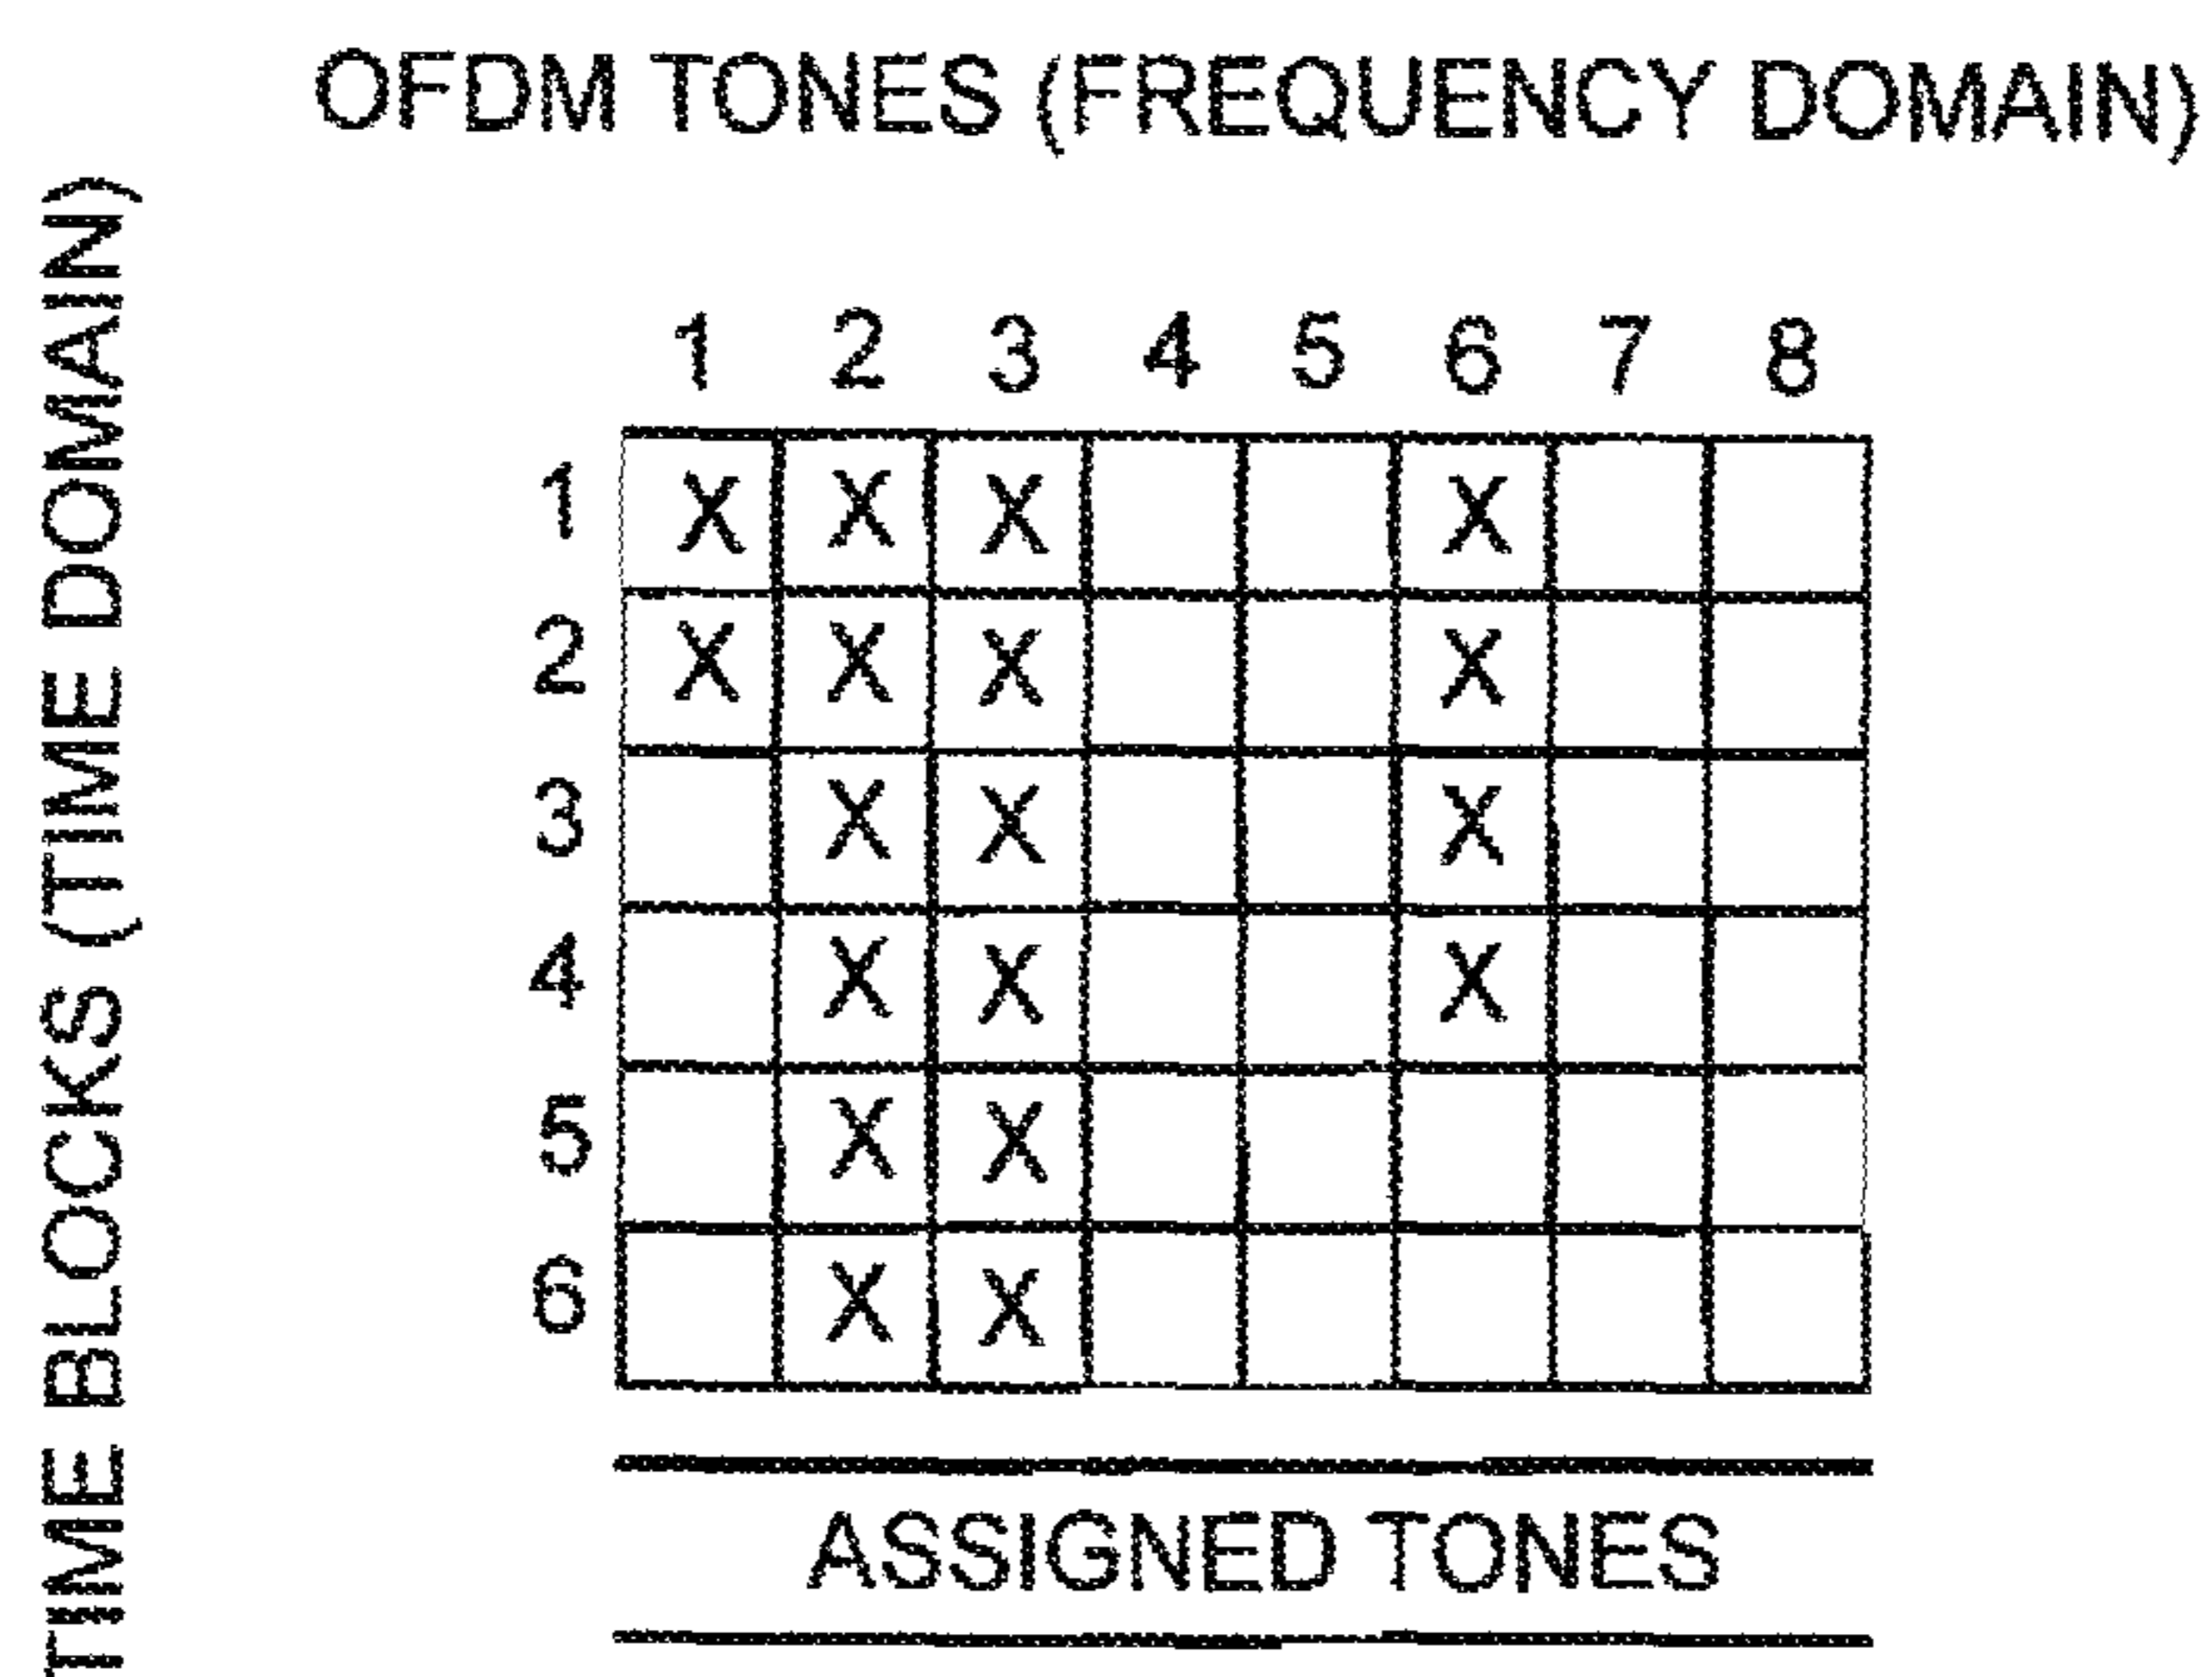 OFDM TONES (FREQUENCY DOMAIN)
TIME BLOCKS (TIME DOMAIN)
1 2 3 4 5 6 7 8
1 X X X X
2 X X X X
3 X X X
4 X X X
5 X X
6 X X
ASSIGNED TONES